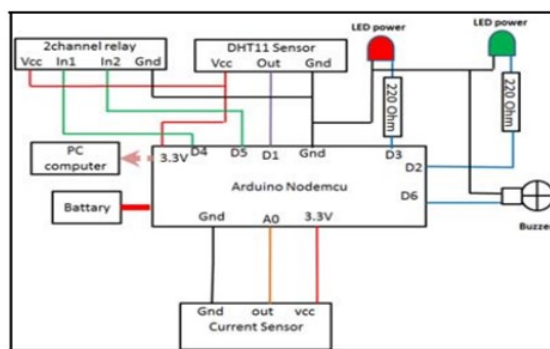 LED power
LED power
2channel relay
Vcc In1 In2 Gnd
DHT11 Sensor
Vcc Out Gnd
220 Ohm
220 Ohm
PC
computer
3.3V D4 D5 D1 Gnd D3
D2
Arduino Nodemcu
D6
Battary
Buzzer
Gnd A0 3.3V
Gnd out vcc
Current Sensor